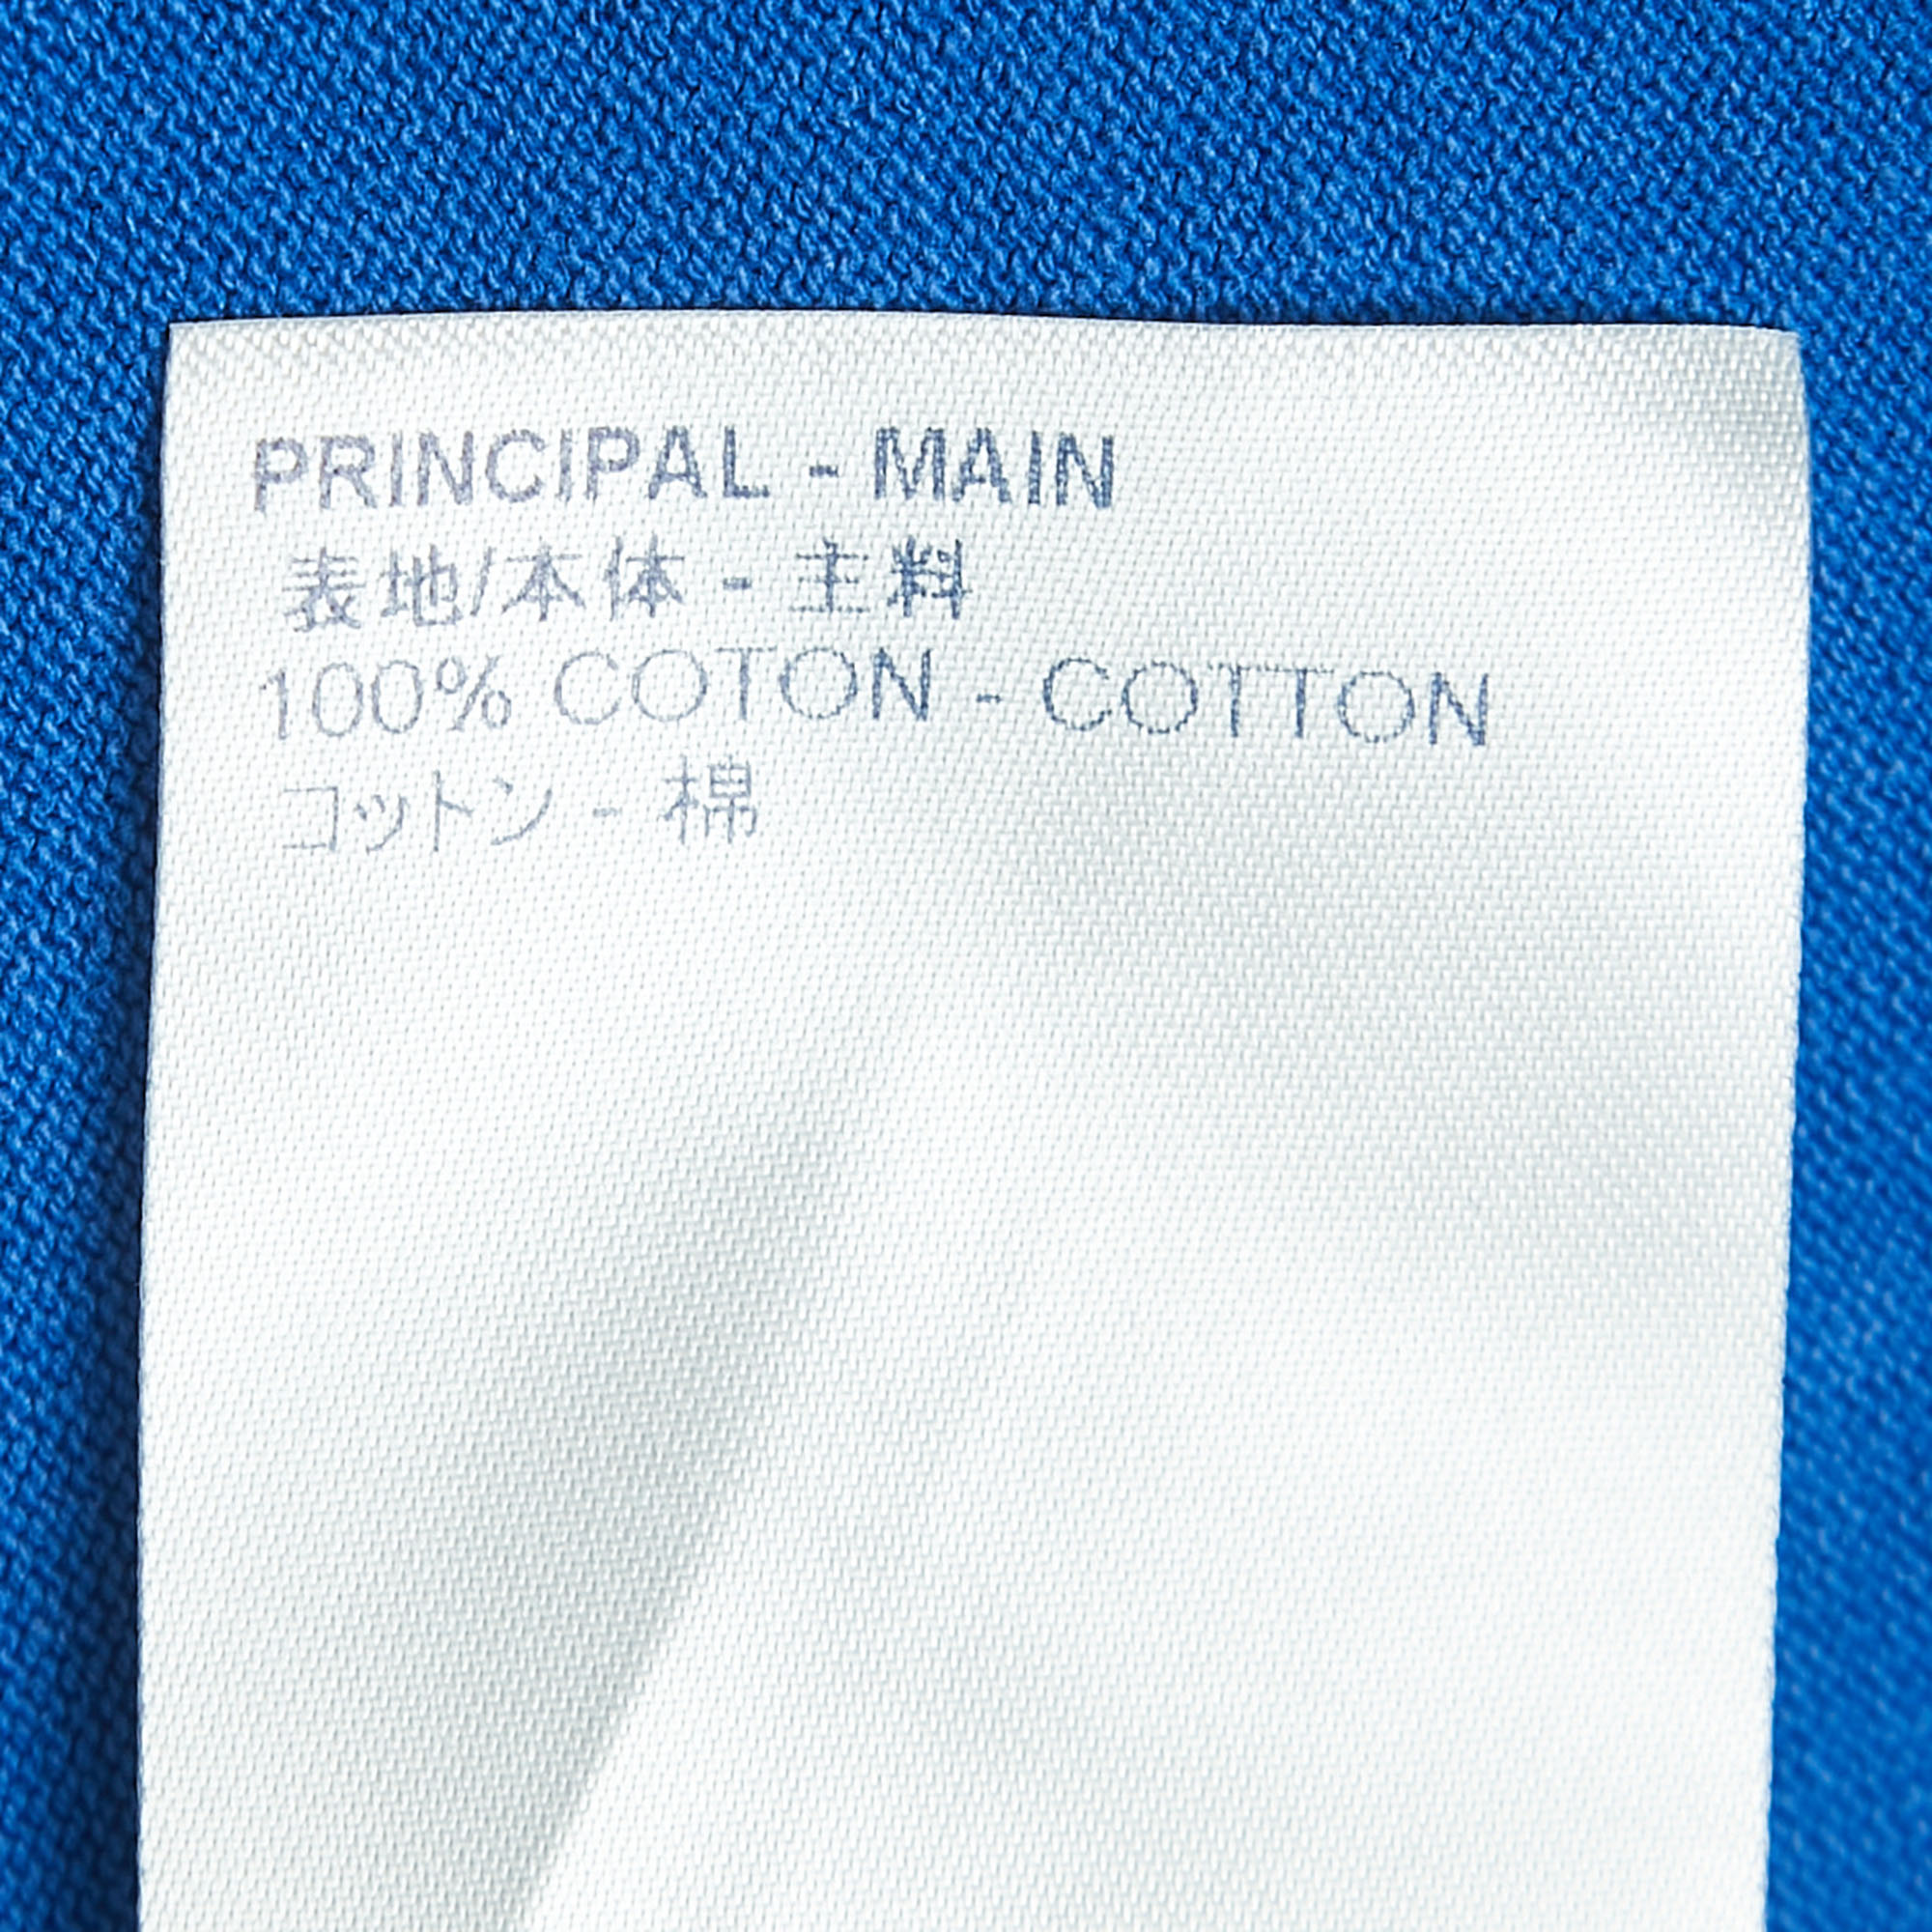 PRINCIPAL - MAIN
表地/本体 - 主料
100% COTON - COTTON
コットン - 棉